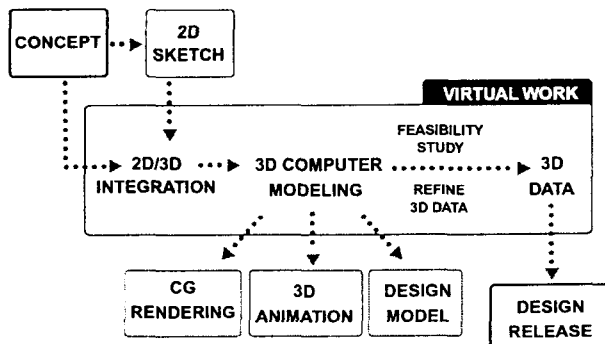 CONCEPT
2D
SKETCH
VIRTUAL WORK
FEASIBILITY
STUDY
2D/3D
INTEGRATION
3D COMPUTER
MODELING
REFINE
3D DATA
3D
DATA
CG
RENDERING
3D
ANIMATION
DESIGN
MODEL
DESIGN
RELEASE